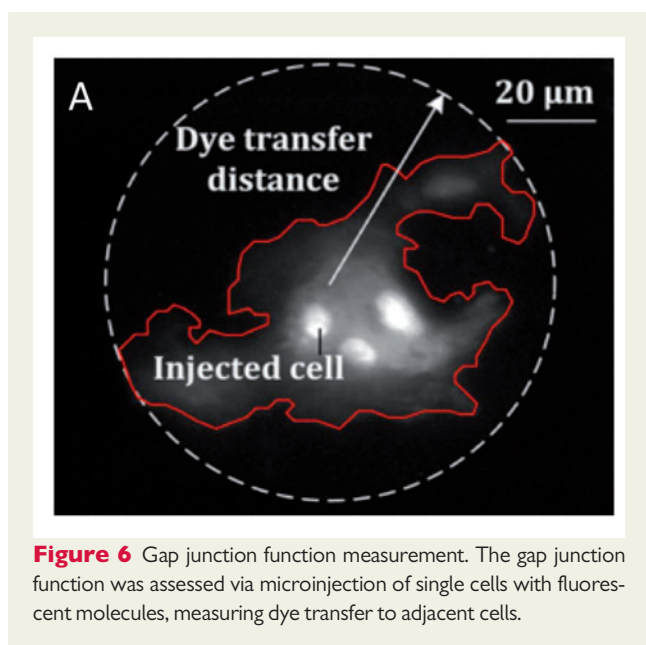 A
20 μm
Dye transfer
distance
Injected cell
Figure 6 Gap junction function measurement. The gap junction
function was assessed via microinjection of single cells with fluores-
cent molecules, measuring dye transfer to adjacent cells.